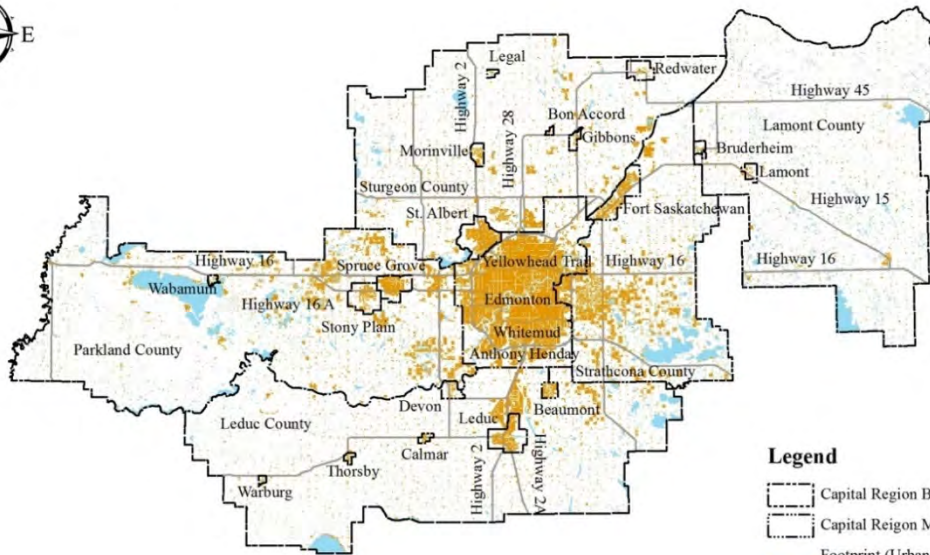 E
Legal
Redwater
Highway 2
Highway 45
Highway 28
Bon Accord
Gibbons
Lamont County
Morinville
Bruderheim
Lamont
Sturgeon County
Highway 15
St. Albert
Fort Saskatchewan
Highway 16
Spruce Grove
Yellowhead Trail
Highway 16
Highway 16
Wabamum
Highway 16 A
Edmonton
Stony Plain
Whitemud
Parkland County
Anthony Henday
Strathcona County
Devon
Leduc
Beaumont
Leduc County
Calmar
Highway 2
Highway 2A
Thorsby
Warburg
Legend
Capital Region B
Capital Reigon M
Footprint (Urban